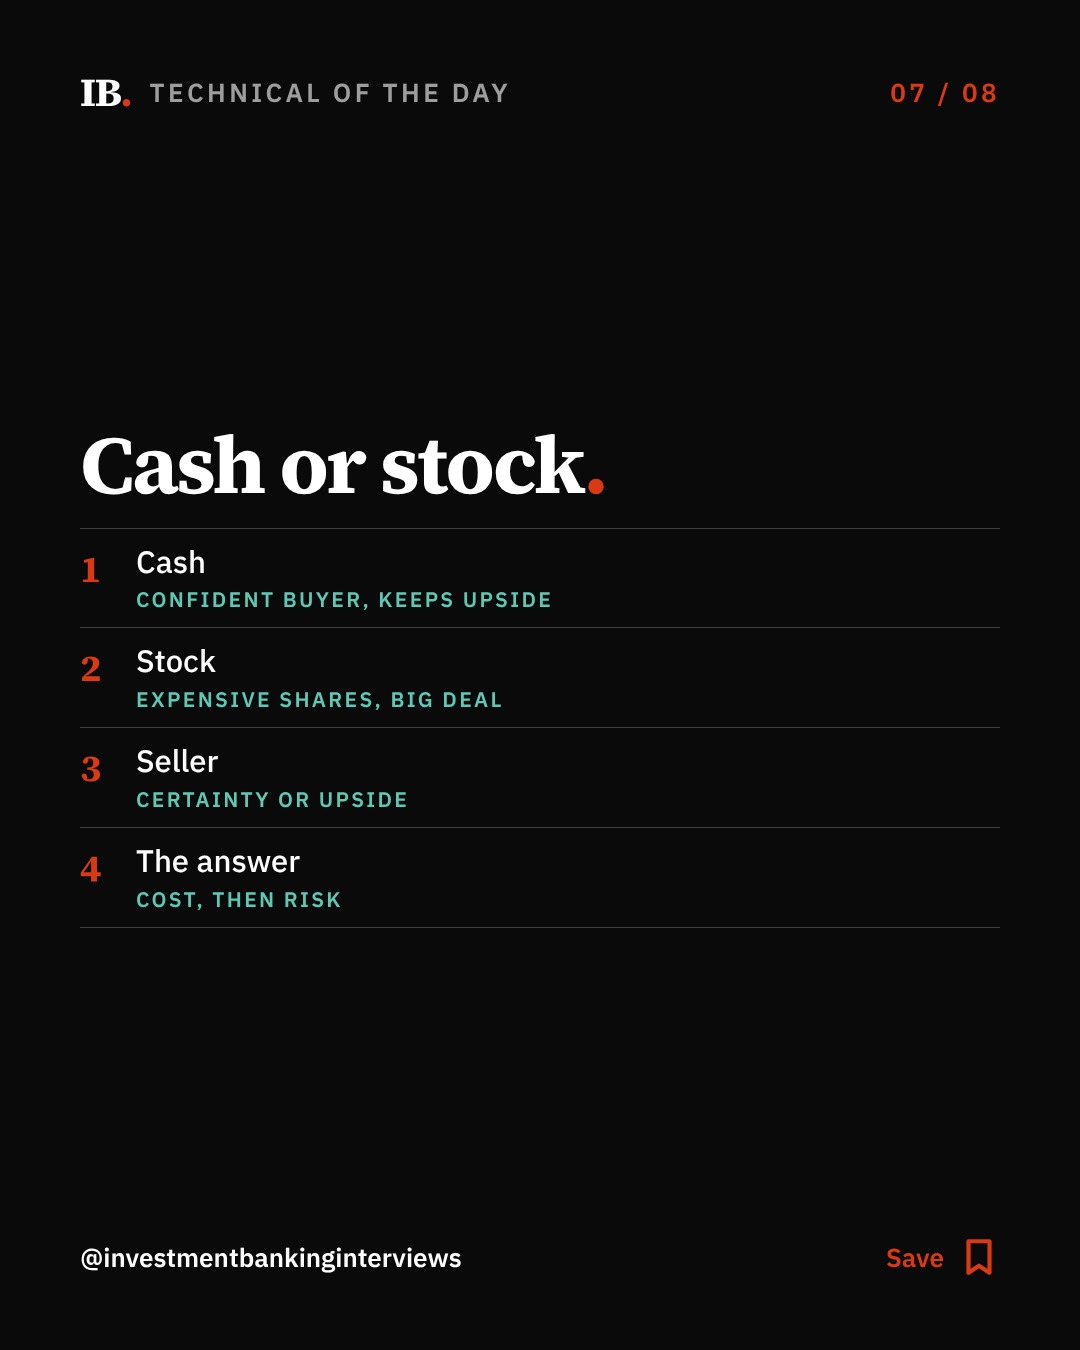 IB. TECHNICAL OF THE DAY
07 / 08
Cash or stock.
1 Cash
CONFIDENT BUYER, KEEPS UPSIDE
2 Stock
EXPENSIVE SHARES, BIG DEAL
3 Seller
CERTAINTY OR UPSIDE
4 The answer
COST, THEN RISK
@investmentbankinginterviews
Save